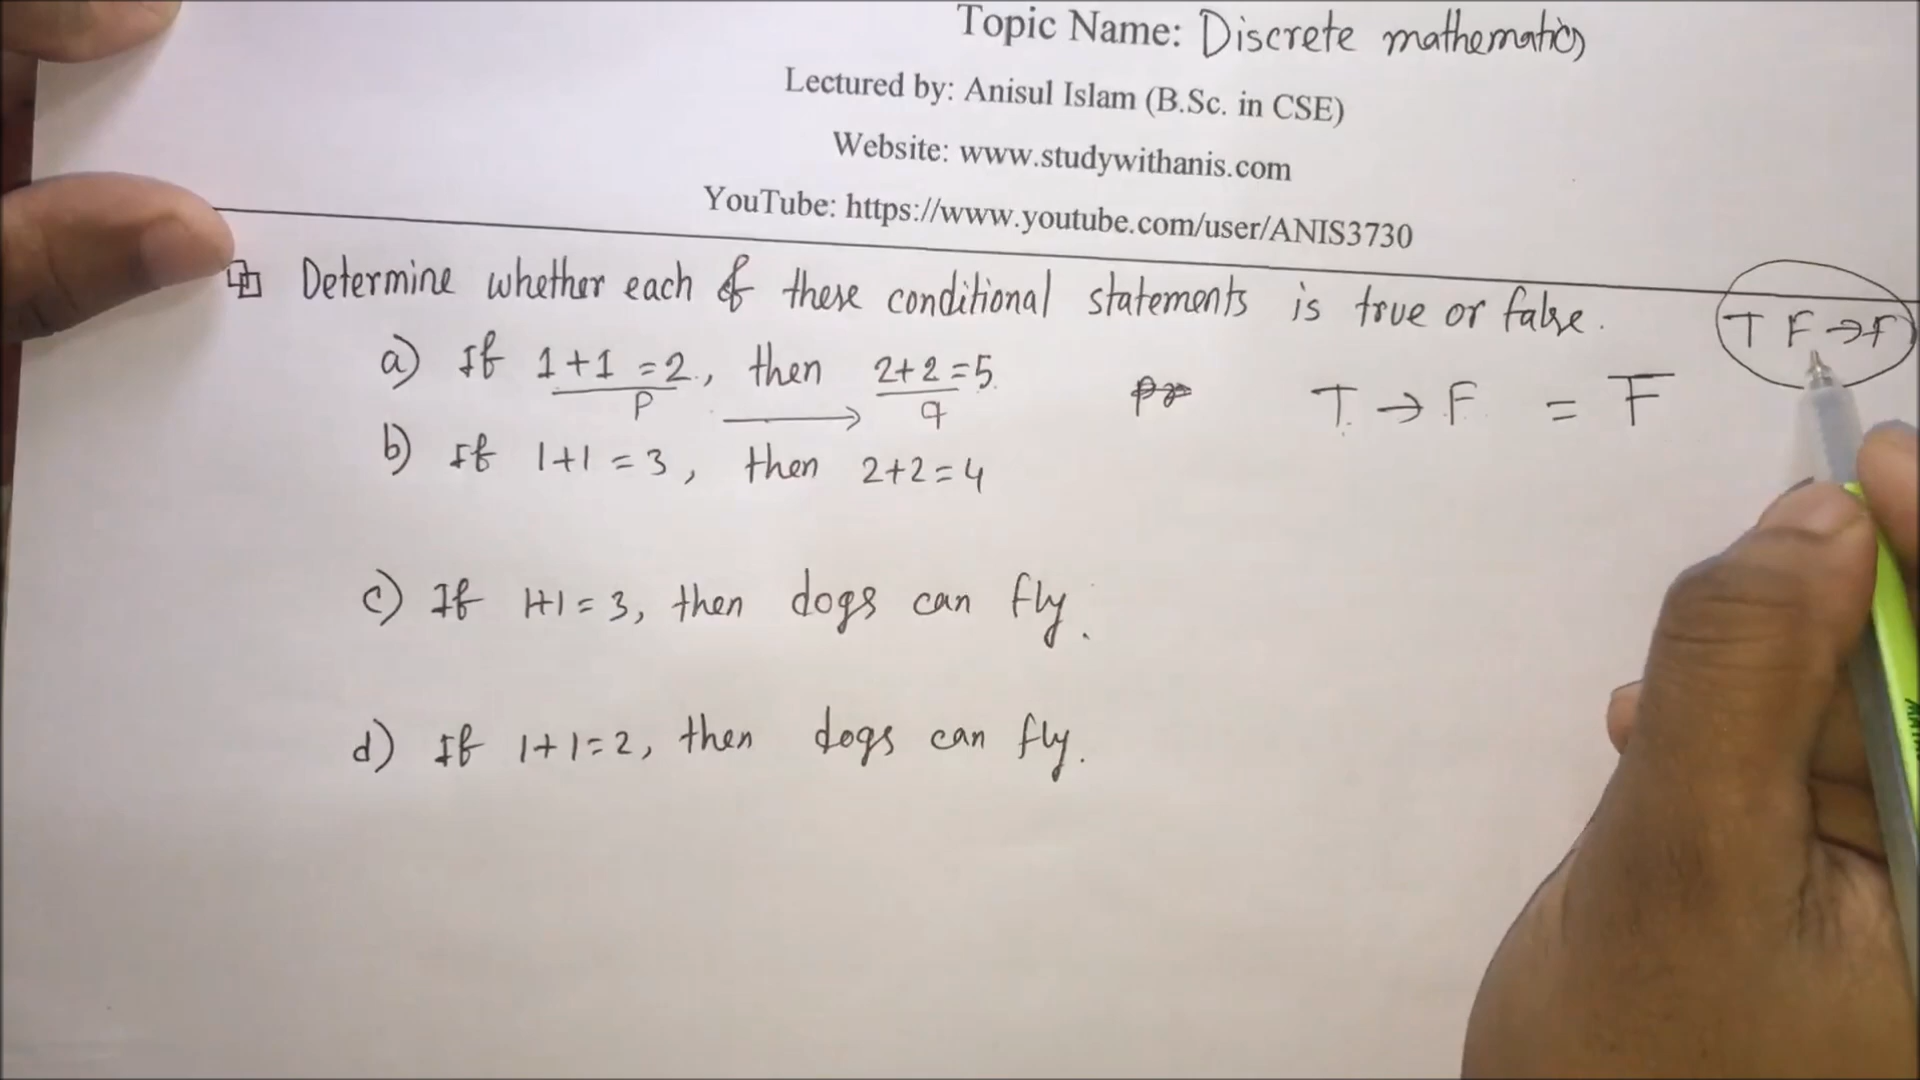 Topic Name: Discrete mathematics
Lectured by: Anisul Islam (B.Sc. in CSE)
Website: www.studywithanis.com
YouTube: https://www.youtube.com/user/ANIS3730
Determine whether each of these conditional statements is true or false.
T F → F
a) If 1+1 = 2, then 2+2 = 5
p → q
T → F = F
b) If 1+1 = 3, then 2+2 = 4
c) If 1+1 = 3, then dogs can fly.
d) If 1+1 = 2, then dogs can fly.